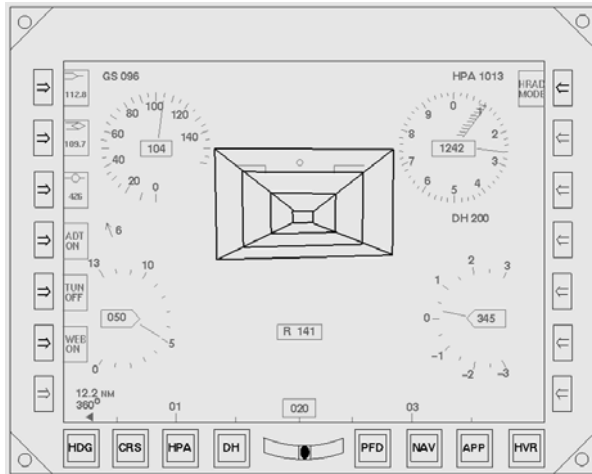 GS 096
HPA 1013
HRAD
MODE
112.8
109.7
426
ADT
ON
TUN
OFF
WEB
ON
0
20
40
60
80
100
120
140
104
0
9
8
7
6
5
4
3
2
1242
DH 200
6
13
10
5
0
050
R 141
3
2
1
0
-1
-2
-3
345
12.2 NM
360°
01
020
03
HDG
CRS
HPA
DH
PFD
NAV
APP
HVR